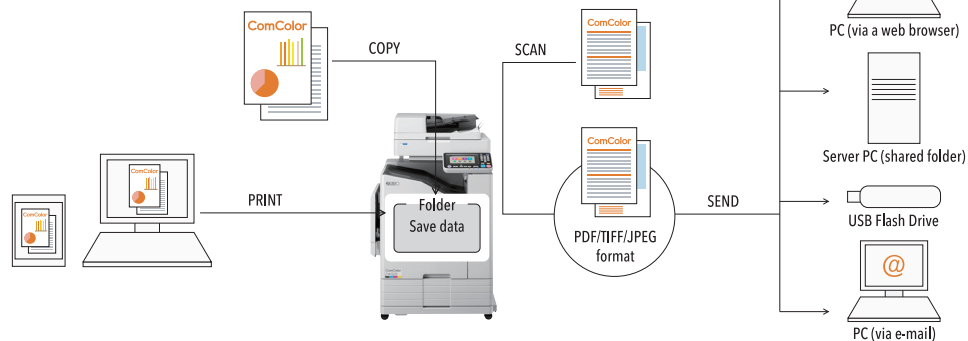 ComColor
COPY
ComColor
SCAN
PC (via a web browser)
Server PC (shared folder)
ComColor
ComColor
PRINT
Folder
Save data
ComColor
PDF/TIFF/JPEG
format
SEND
USB Flash Drive
@
PC (via e-mail)
ComColor